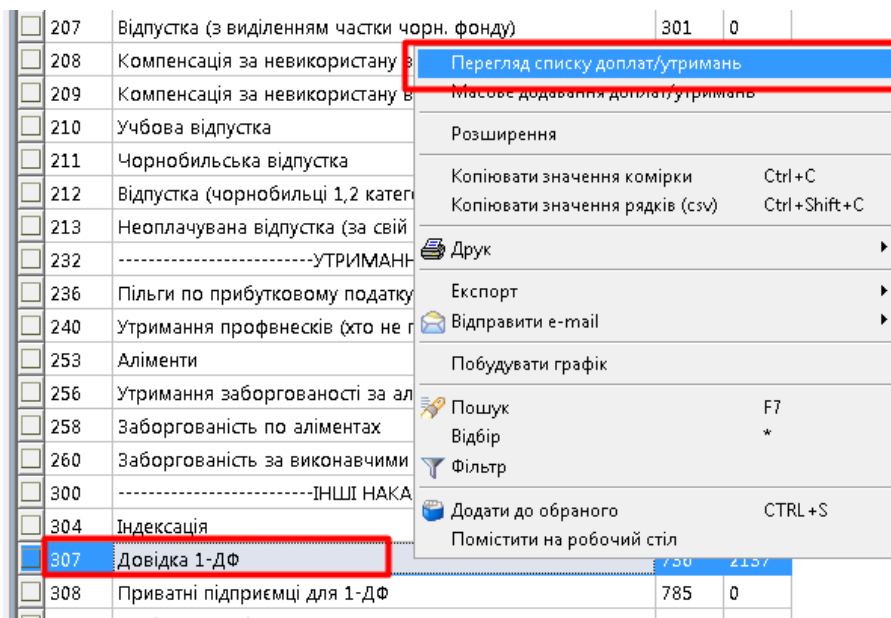 207 Відпустка (з виділенням частки чорн. фонду) 301 0
208 Компенсація за невикористану в
209 Компенсація за невикористану в
210 Учбова відпустка
211 Чорнобильська відпустка
212 Відпустка (чорнобильці 1,2 катего
213 Неоплачувана відпустка (за свій
232 --------------------------УТРИМАНН
236 Пільги по прибутковому податку
240 Утримання профвнесків (хто не п
253 Аліменти
256 Утримання заборгованості за ал
258 Заборгованість по аліментах
260 Заборгованість за виконавчими
300 --------------------------ІНШІ НАКА
304 Індексація
307 Довідка 1-ДФ 756 2137
308 Приватні підприємці для 1-ДФ 785 0
Перегляд списку доплат/утримань
Масове додавання доплат/утримань
Розширення
Копіювати значення комірки Ctrl+C
Копіювати значення рядків (csv) Ctrl+Shift+C
Друк
Експорт
Відправити e-mail
Побудувати графік
Пошук F7
Відбір *
Фільтр
Додати до обраного CTRL+S
Помістити на робочий стіл